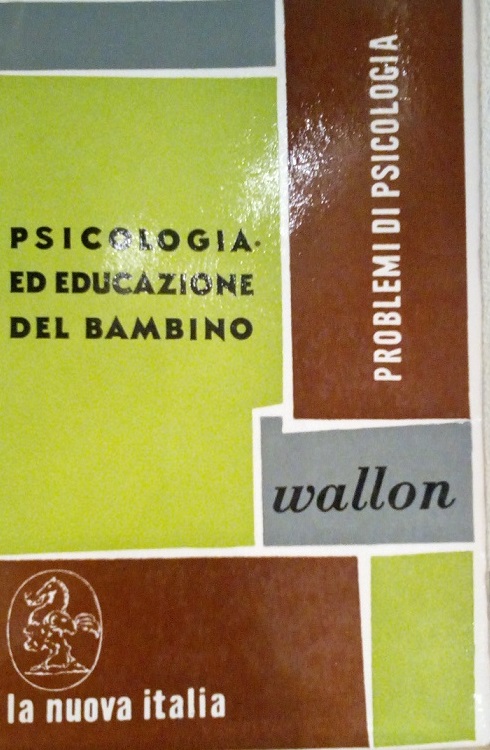 PROBLEMI DI PSICOLOGIA
PSICOLOGIA
ED EDUCAZIONE
DEL BAMBINO
wallon
la nuova italia